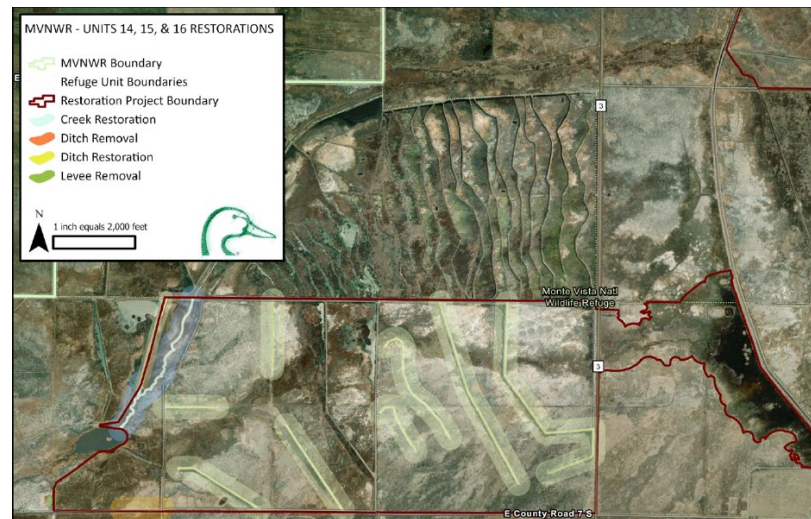 MVNWR - UNITS 14, 15, & 16 RESTORATIONS
MVNWR Boundary
Refuge Unit Boundaries
Restoration Project Boundary
Creek Restoration
Ditch Removal
Ditch Restoration
Levee Removal
N
1 inch equals 2,000 feet
E
3
Monte Vista Natl
Wildlife Refuge
3
E County Road 7 S